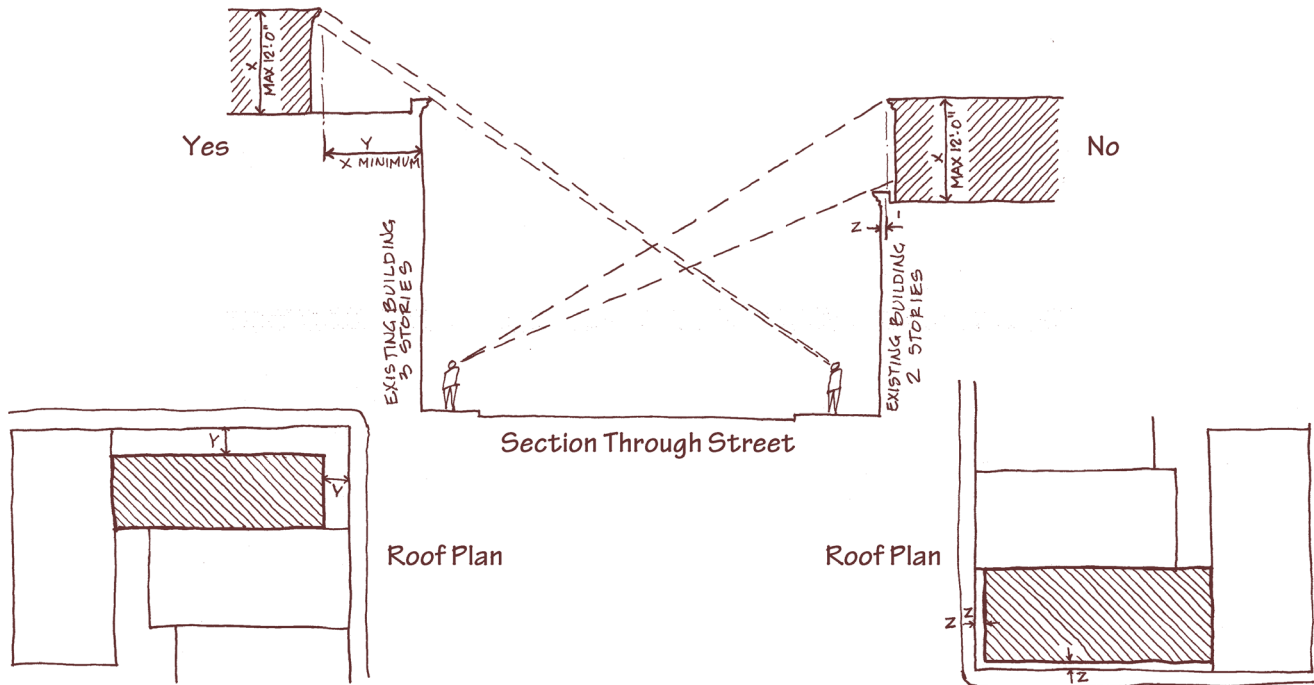 X
MAX 12'-0"
Yes
Y
X MINIMUM
X
MAX 12'-0"
No
Z
EXISTING BUILDING
3 STORIES
EXISTING BUILDING
2 STORIES
Section Through Street
Y
Y
Roof Plan
Roof Plan
Z
Z
Z